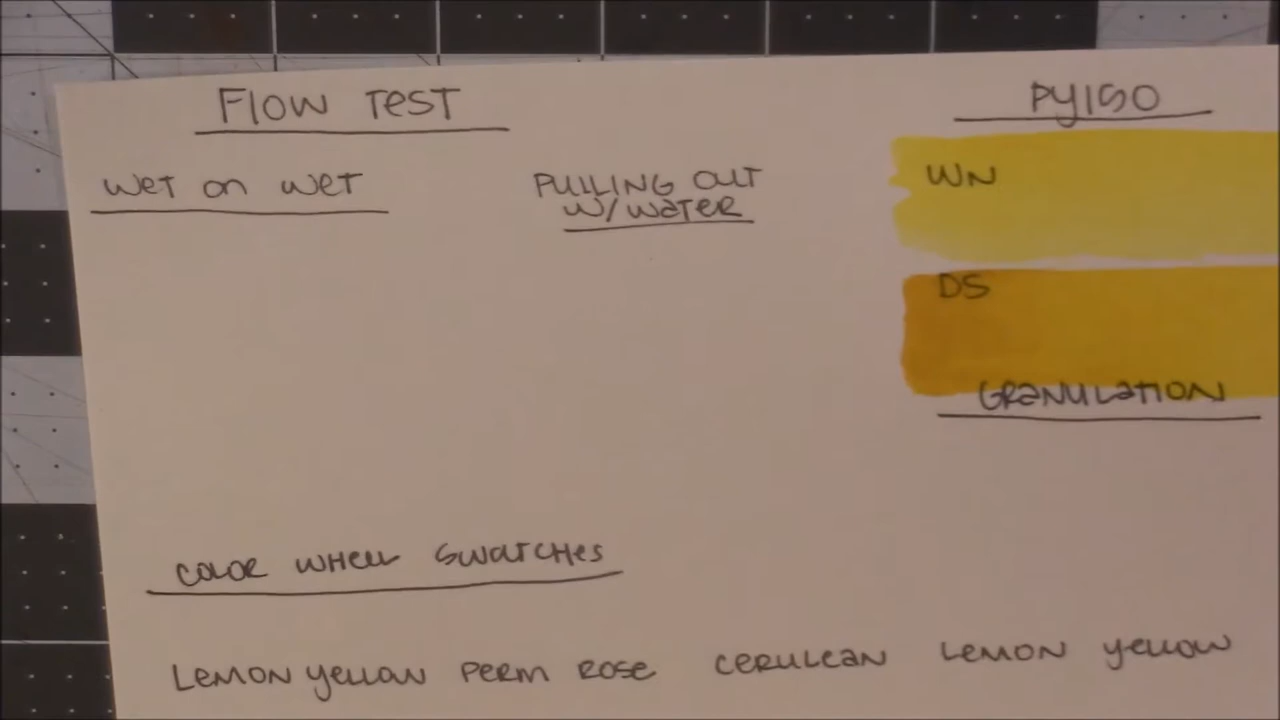 Flow Test
PY150
Wet on Wet
PULLING OUT
W/WATER
WN
DS
GRANULATION
COLOR WHEEL SWATCHES
LEMON YELLOW PERM ROSE CERULEAN LEMON YELLOW